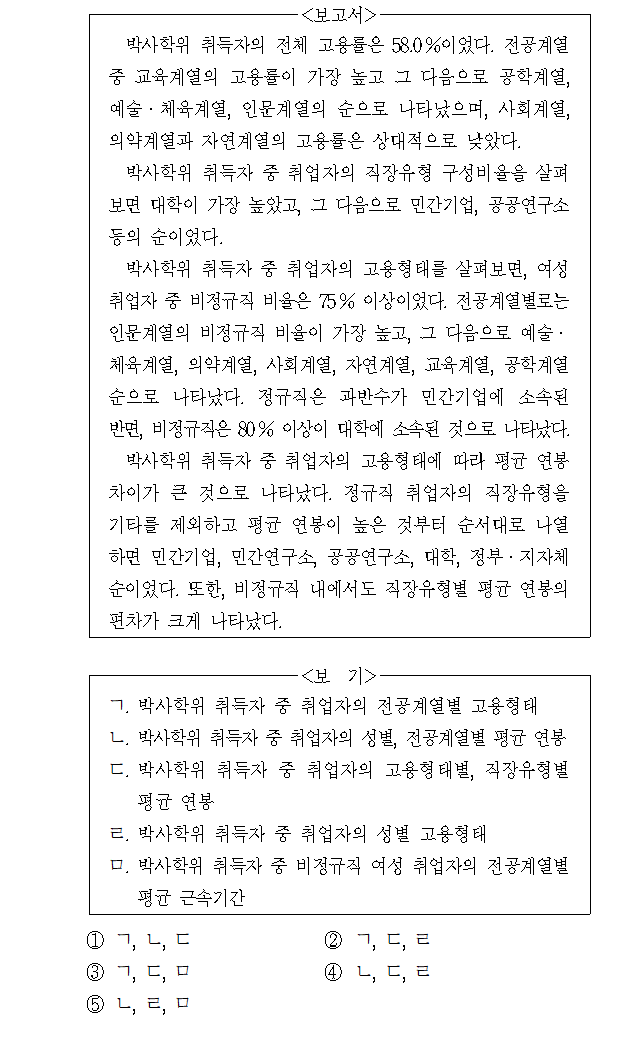 <보고서>
박사학위 취득자의 전체 고용률은 58.0%이었다. 전공계열
중 교육계열의 고용률이 가장 높고 그 다음으로 공학계열,
예술·체육계열, 인문계열의 순으로 나타났으며, 사회계열,
의약계열과 자연계열의 고용률은 상대적으로 낮았다.
박사학위 취득자 중 취업자의 직장유형 구성비율을 살펴
보면 대학이 가장 높았고, 그 다음으로 민간기업, 공공연구소
등의 순이었다.
박사학위 취득자 중 취업자의 고용형태를 살펴보면, 여성
취업자 중 비정규직 비율은 75% 이상이었다. 전공계열별로는
인문계열의 비정규직 비율이 가장 높고, 그 다음으로 예술·
체육계열, 의약계열, 사회계열, 자연계열, 교육계열, 공학계열
순으로 나타났다. 정규직은 과반수가 민간기업에 소속된
반면, 비정규직은 80% 이상이 대학에 소속된 것으로 나타났다.
박사학위 취득자 중 취업자의 고용형태에 따라 평균 연봉
차이가 큰 것으로 나타났다. 정규직 취업자의 직장유형을
기타를 제외하고 평균 연봉이 높은 것부터 순서대로 나열
하면 민간기업, 민간연구소, 공공연구소, 대학, 정부·지자체
순이었다. 또한, 비정규직 내에서도 직장유형별 평균 연봉의
편차가 크게 나타났다.
<보 기>
ㄱ. 박사학위 취득자 중 취업자의 전공계열별 고용형태
ㄴ. 박사학위 취득자 중 취업자의 성별, 전공계열별 평균 연봉
ㄷ. 박사학위 취득자 중 취업자의 고용형태별, 직장유형별
평균 연봉
ㄹ. 박사학위 취득자 중 취업자의 성별 고용형태
ㅁ. 박사학위 취득자 중 비정규직 여성 취업자의 전공계열별
평균 근속기간
① ㄱ, ㄴ, ㄷ ② ㄱ, ㄷ, ㄹ
③ ㄱ, ㄷ, ㅁ ④ ㄴ, ㄷ, ㄹ
⑤ ㄴ, ㄹ, ㅁ